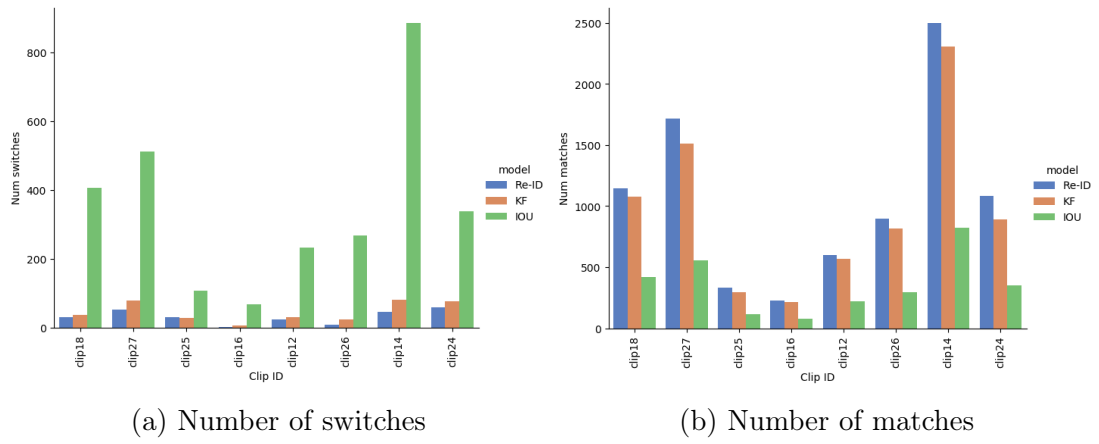 800
600
400
200
0
Num switches
clip18
clip27
clip25
clip16
clip12
clip26
clip14
clip24
Clip ID
model
Re-ID
KF
IOU
(a) Number of switches
2500
2000
1500
1000
500
0
Num matches
clip18
clip27
clip25
clip16
clip12
clip26
clip14
clip24
Clip ID
model
Re-ID
KF
IOU
(b) Number of matches